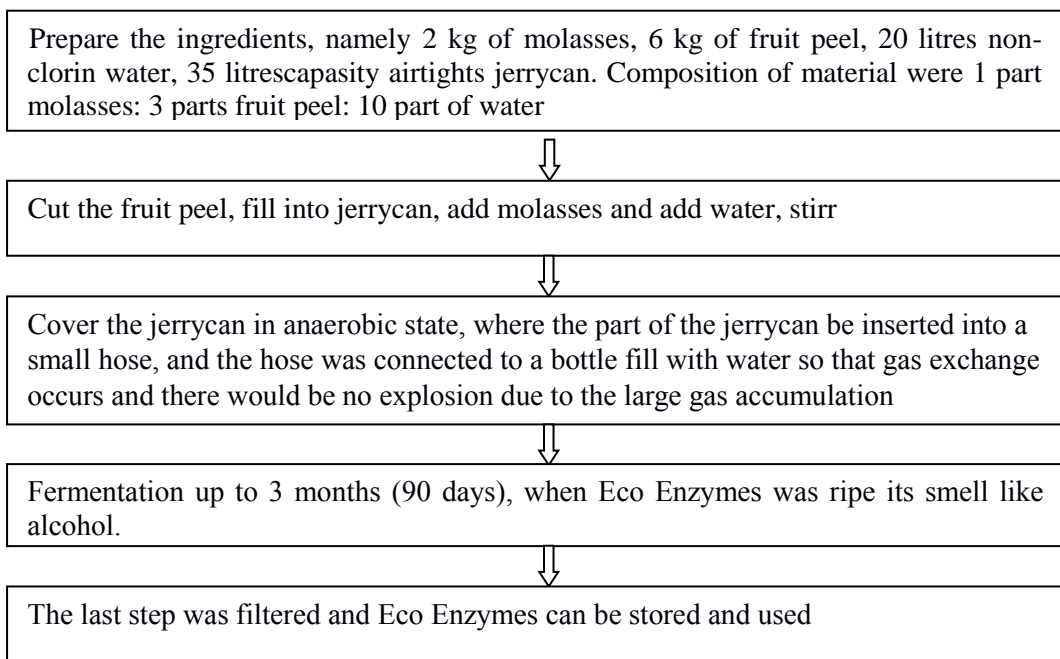 Prepare the ingredients, namely 2 kg of molasses, 6 kg of fruit peel, 20 litres non-
clorin water, 35 litrescapasity airtights jerrycan. Composition of material were 1 part
molasses: 3 parts fruit peel: 10 part of water
Cut the fruit peel, fill into jerrycan, add molasses and add water, stirr
Cover the jerrycan in anaerobic state, where the part of the jerrycan be inserted into a
small hose, and the hose was connected to a bottle fill with water so that gas exchange
occurs and there would be no explosion due to the large gas accumulation
Fermentation up to 3 months (90 days), when Eco Enzymes was ripe its smell like
alcohol.
The last step was filtered and Eco Enzymes can be stored and used